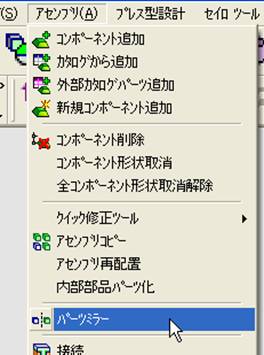 (S) アセンブリ(A) プレス型設計 セイロ ツール
コンポーネント追加
カタログから追加
外部カタログパーツ追加
新規コンポーネント追加
コンポーネント削除
コンポーネント形状取消
全コンポーネント形状取消解除
クイック修正ツール
アセンブリコピー
アセンブリ再配置
内部部品パーツ化
パーツミラー
接続